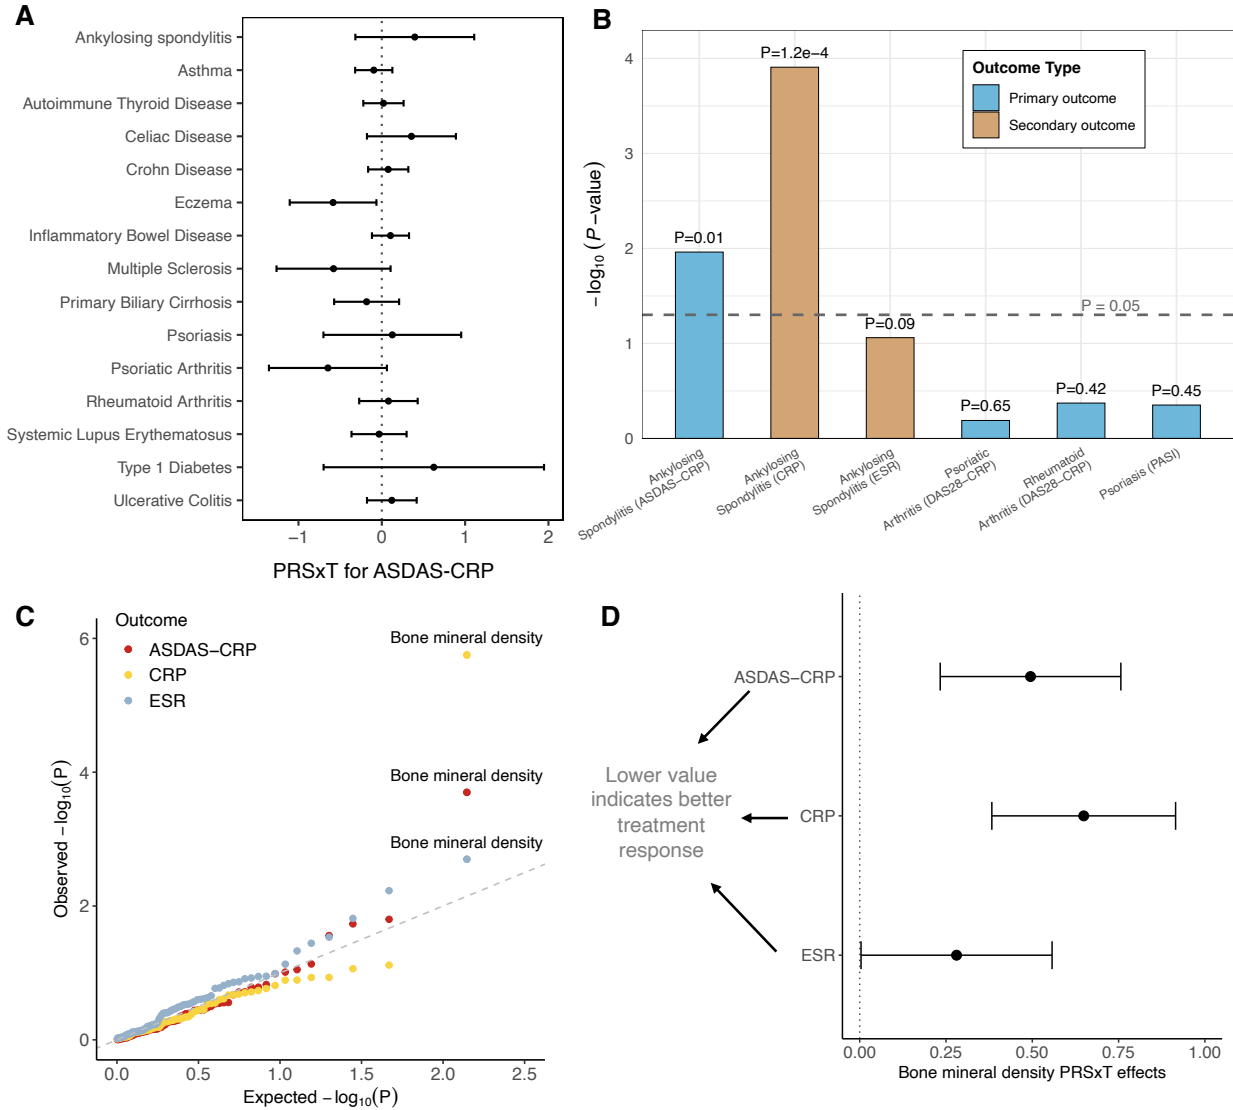 A
Ankylosing spondylitis
Asthma
Autoimmune Thyroid Disease
Celiac Disease
Crohn Disease
Eczema
Inflammatory Bowel Disease
Multiple Sclerosis
Primary Biliary Cirrhosis
Psoriasis
Psoriatic Arthritis
Rheumatoid Arthritis
Systemic Lupus Erythematosus
Type 1 Diabetes
Ulcerative Colitis
−1 0 1 2
PRSxT for ASDAS-CRP
B
−log10(P−value)
4
3
2
1
0
P=0.01
P=1.2e−4
P=0.09
P=0.65
P=0.42
P=0.45
P = 0.05
Outcome Type
Primary outcome
Secondary outcome
Ankylosing
Spondylitis (ASDAS−CRP)
Ankylosing
Spondylitis (CRP)
Ankylosing
Spondylitis (ESR)
Psoriatic
Arthritis (DAS28−CRP)
Rheumatoid
Arthritis (DAS28−CRP)
Psoriasis (PASI)
C
Outcome
ASDAS−CRP
CRP
ESR
Bone mineral density
Bone mineral density
Bone mineral density
Observed −log10(P)
6
4
2
0
0.0 0.5 1.0 1.5 2.0 2.5
Expected −log10(P)
D
ASDAS−CRP
CRP
ESR
Lower value
indicates better
treatment
response
0.00 0.25 0.50 0.75 1.00
Bone mineral density PRSxT effects